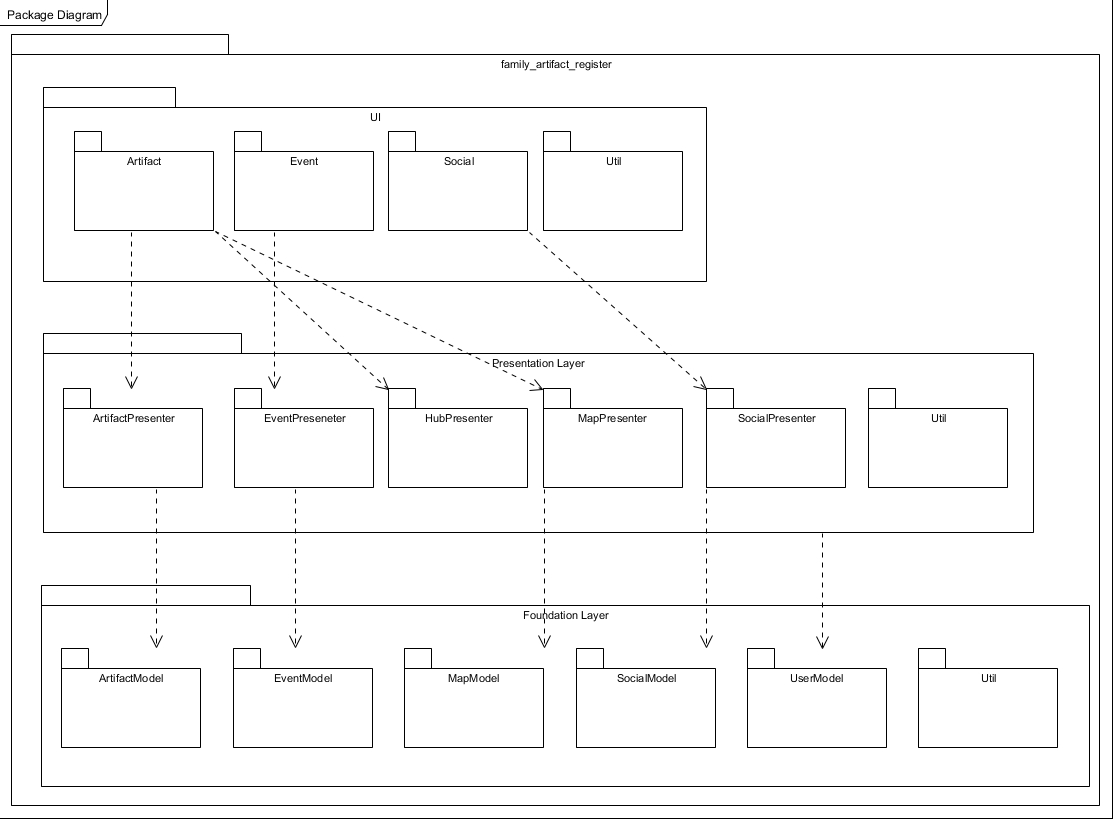 Package Diagram
family_artifact_register
UI
Artifact
Event
Social
Util
Presentation Layer
ArtifactPresenter
EventPreseneter
HubPresenter
MapPresenter
SocialPresenter
Util
Foundation Layer
ArtifactModel
EventModel
MapModel
SocialModel
UserModel
Util